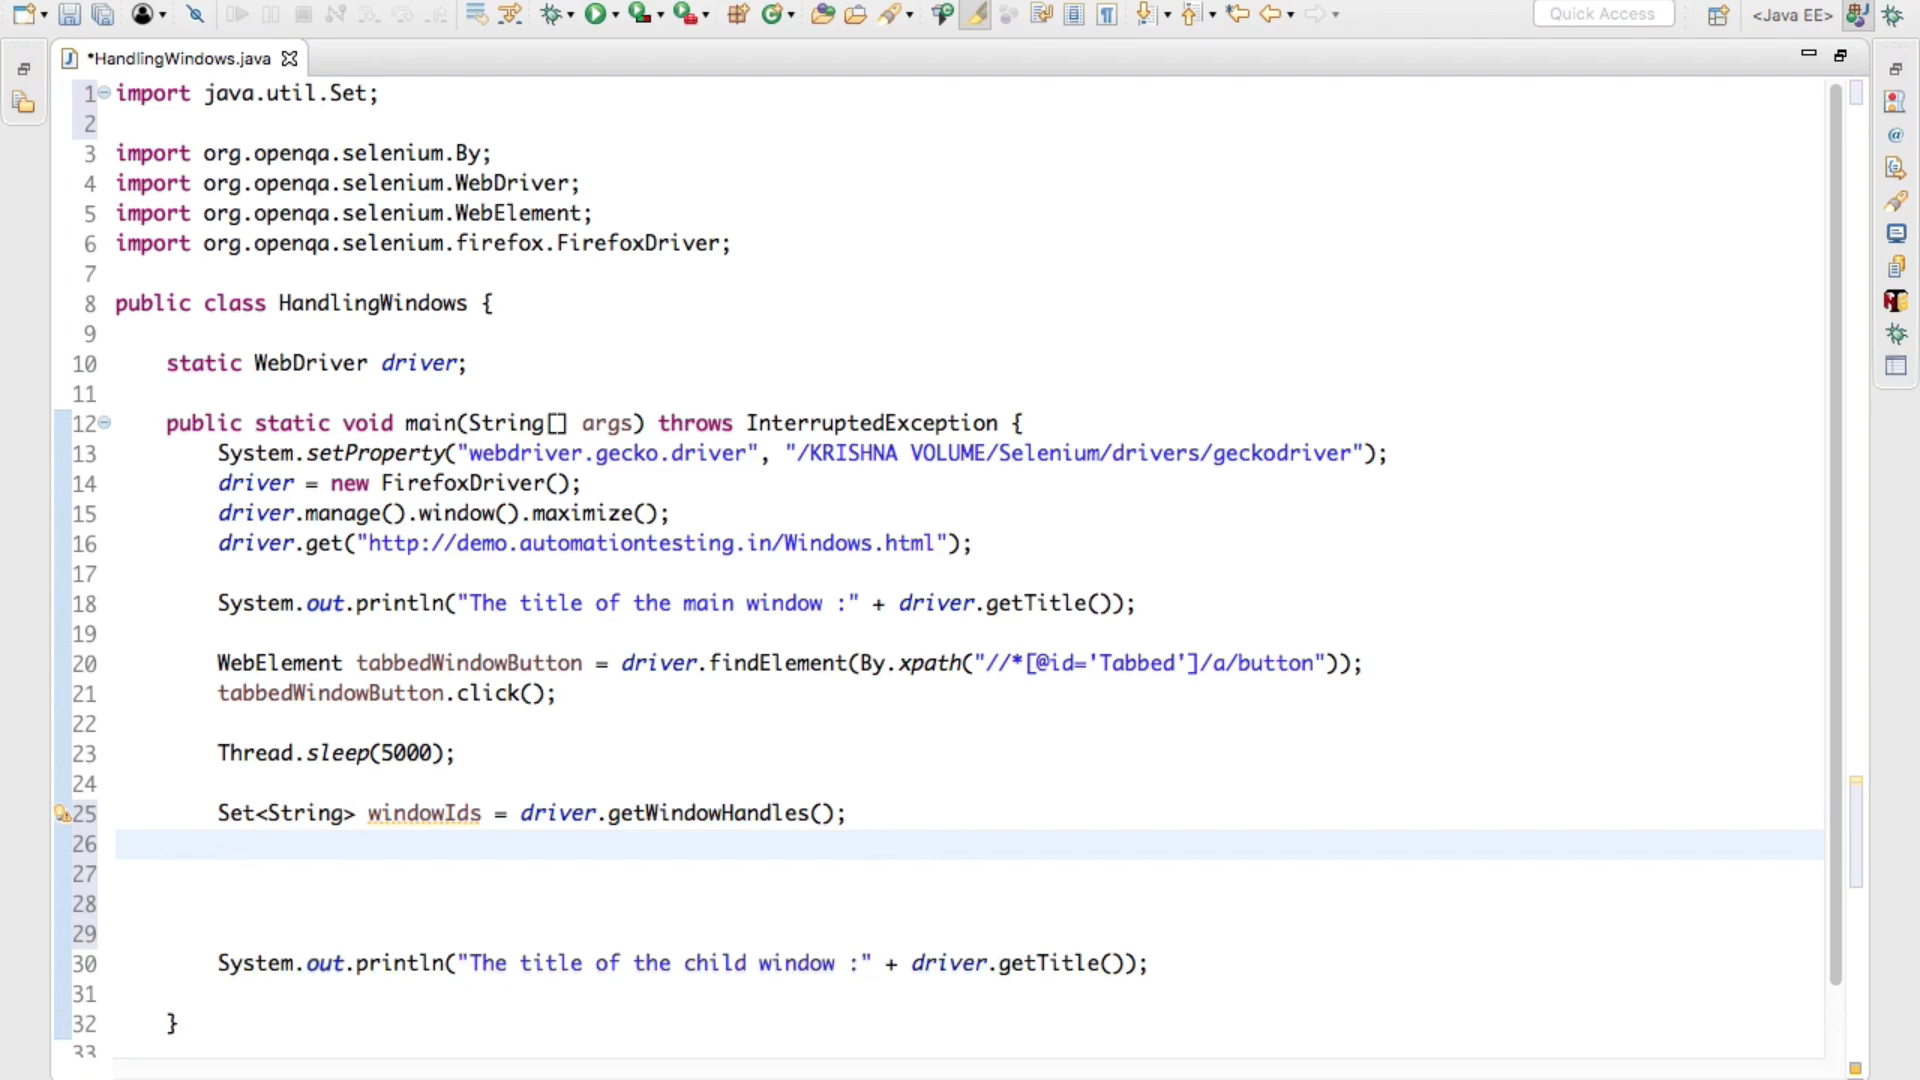 Quick Access
<Java EE>
*HandlingWindows.java
1 import java.util.Set;
2
3 import org.openqa.selenium.By;
4 import org.openqa.selenium.WebDriver;
5 import org.openqa.selenium.WebElement;
6 import org.openqa.selenium.firefox.FirefoxDriver;
7
8 public class HandlingWindows {
9
10 static WebDriver driver;
11
12 public static void main(String[] args) throws InterruptedException {
13 System.setProperty("webdriver.gecko.driver", "/KRISHNA VOLUME/Selenium/drivers/geckodriver");
14 driver = new FirefoxDriver();
15 driver.manage().window().maximize();
16 driver.get("http://demo.automationtesting.in/Windows.html");
17
18 System.out.println("The title of the main window :" + driver.getTitle());
19
20 WebElement tabbedWindowButton = driver.findElement(By.xpath("//*[@id='Tabbed']/a/button"));
21 tabbedWindowButton.click();
22
23 Thread.sleep(5000);
24
25 Set<String> windowIds = driver.getWindowHandles();
26
27
28
29
30 System.out.println("The title of the child window :" + driver.getTitle());
31
32 }
33